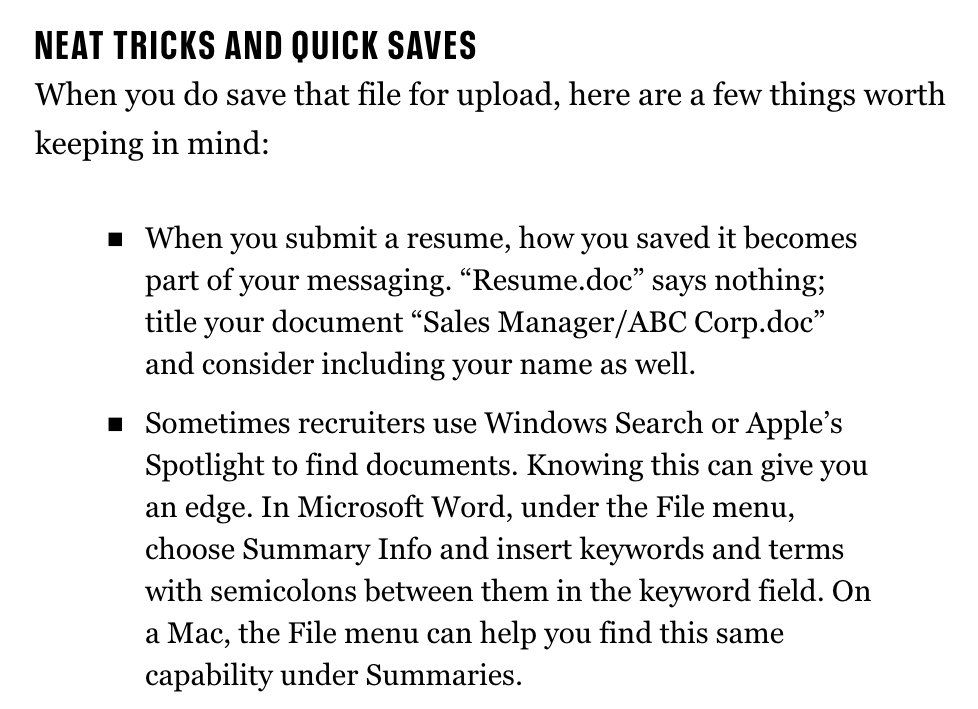 NEAT TRICKS AND QUICK SAVES
When you do save that file for upload, here are a few things worth
keeping in mind:
■ When you submit a resume, how you saved it becomes
part of your messaging. “Resume.doc” says nothing;
title your document “Sales Manager/ABC Corp.doc”
and consider including your name as well.
■ Sometimes recruiters use Windows Search or Apple’s
Spotlight to find documents. Knowing this can give you
an edge. In Microsoft Word, under the File menu,
choose Summary Info and insert keywords and terms
with semicolons between them in the keyword field. On
a Mac, the File menu can help you find this same
capability under Summaries.